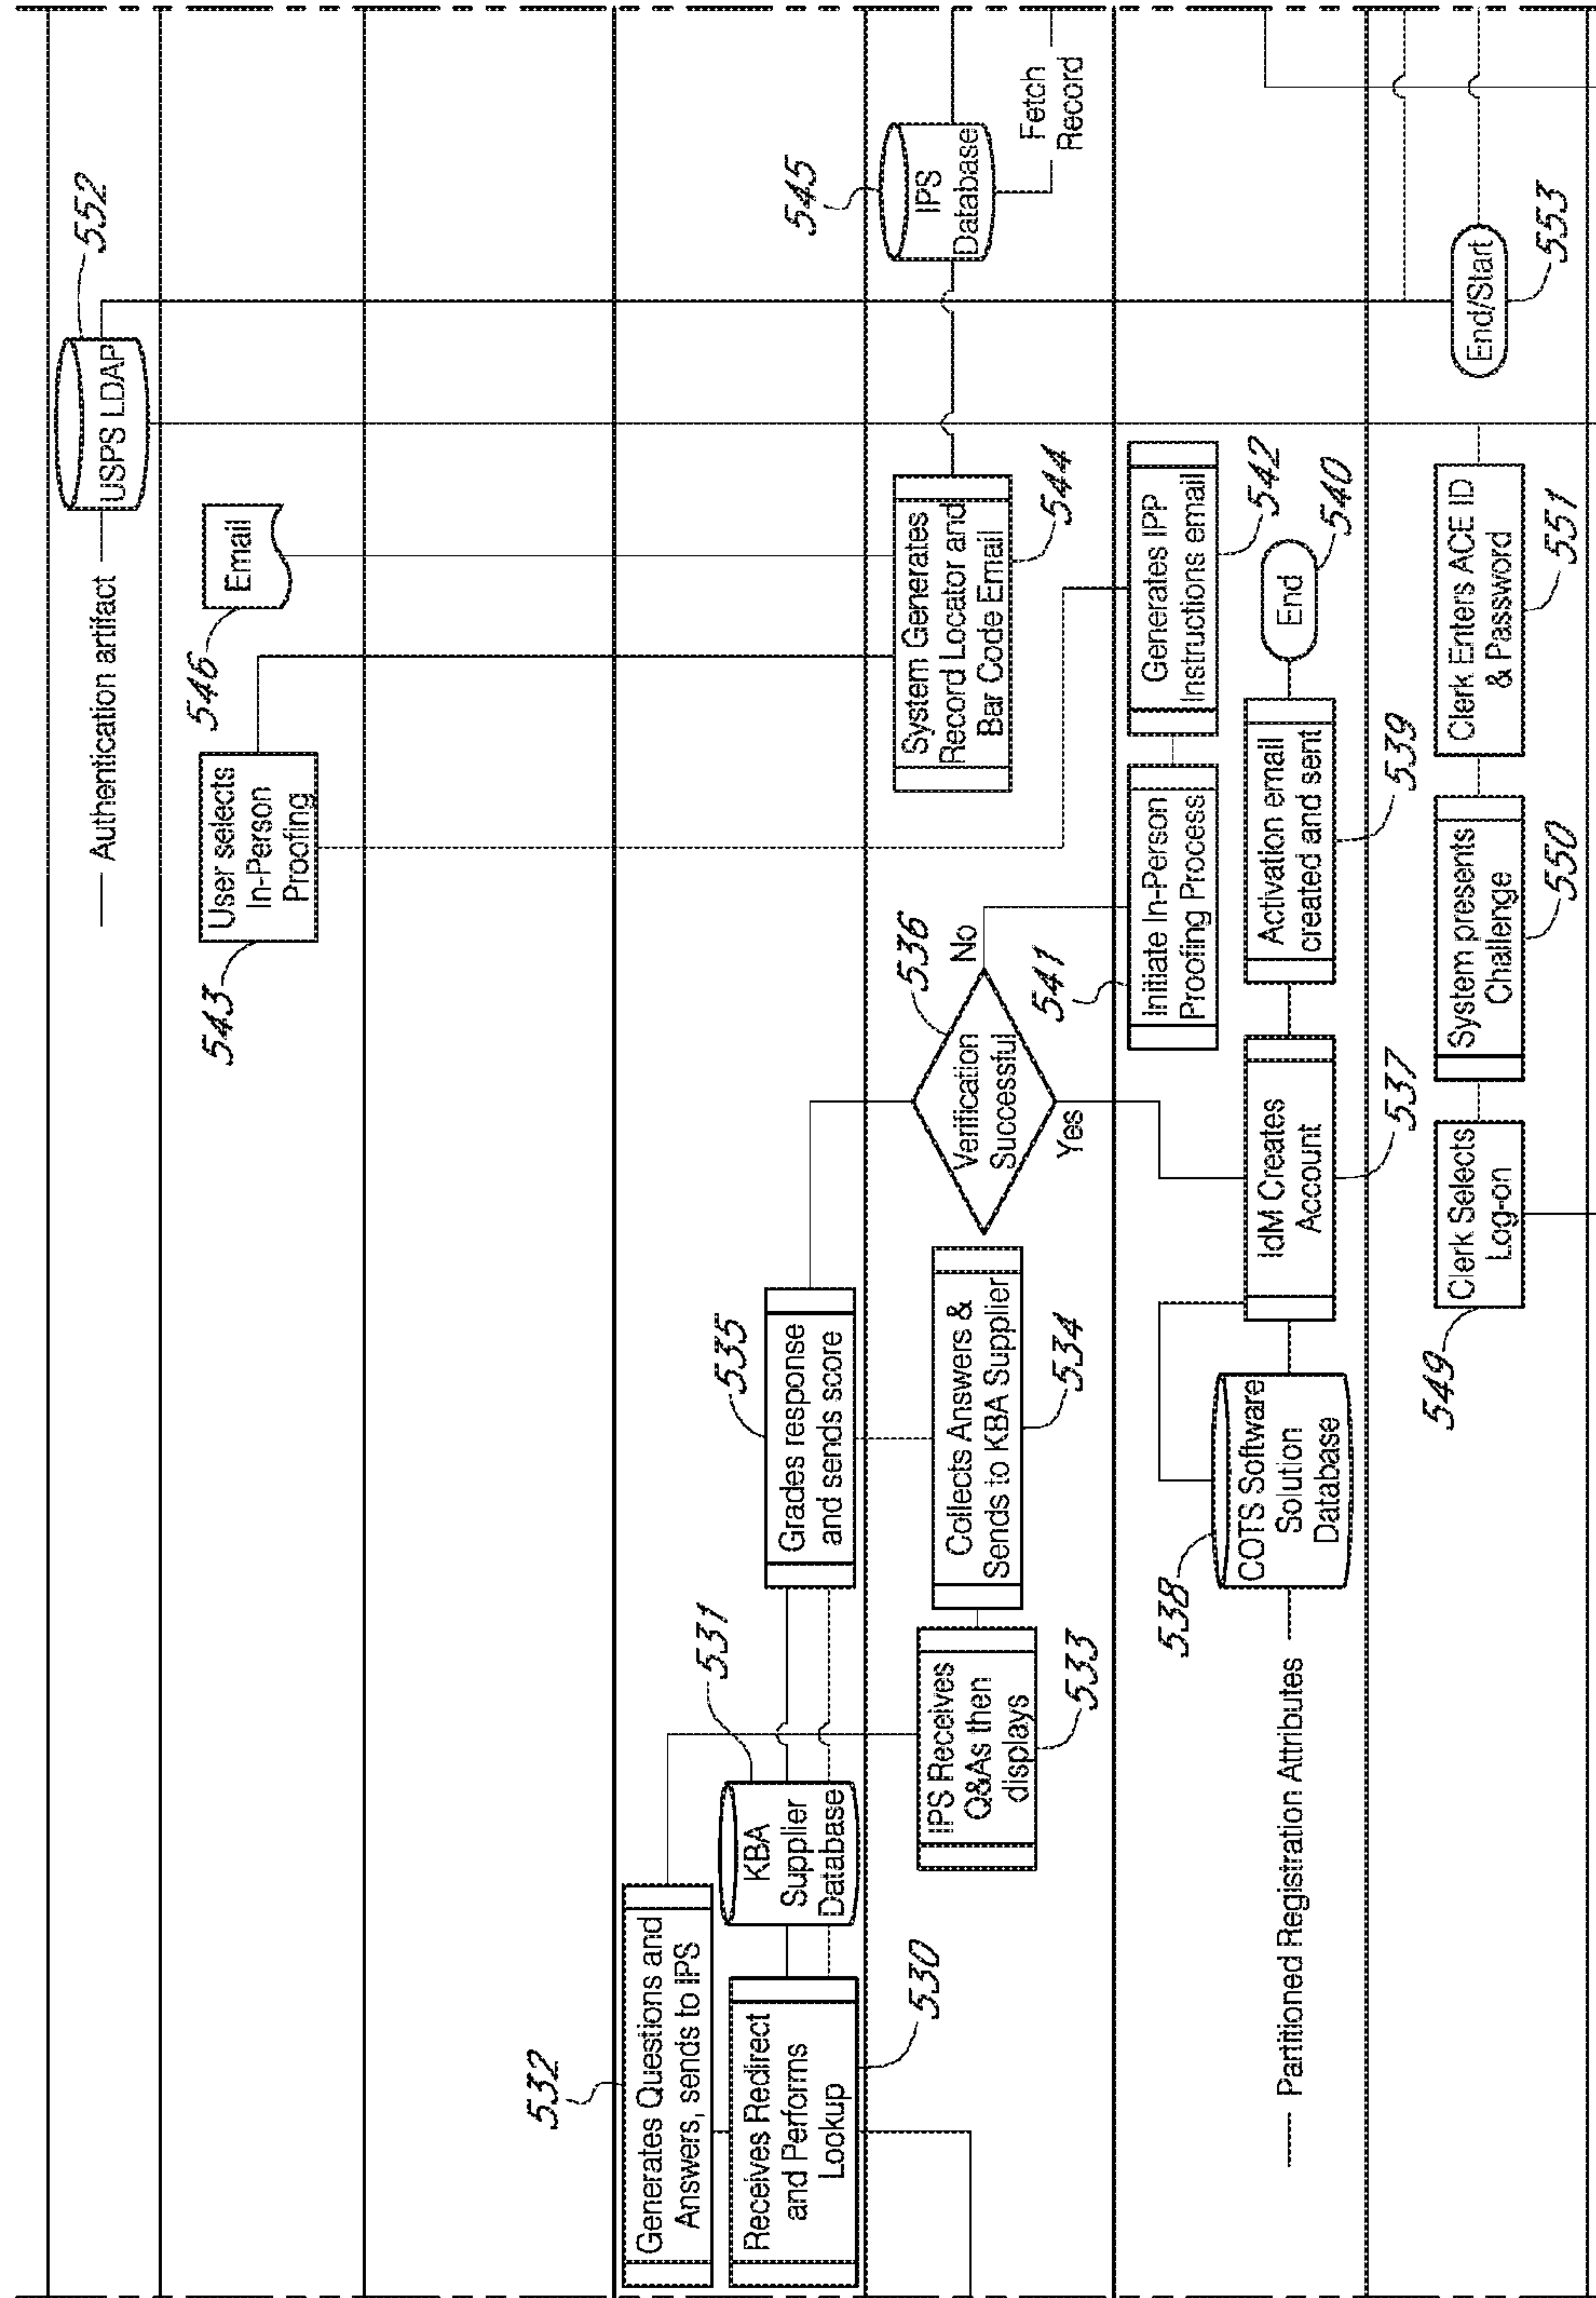 552
USPS LDAP
Authentication artifact
546
Email
543
User selects
In-Person
Proofing
532
Generates Questions and
Answers, sends to IPS
Receives Redirect
and Performs
Lookup
530
531
KBA
Supplier
Database
535
Grades response
and sends score
IPS Receives
Q&As then
displays
533
Collects Answers &
Sends to KBA Supplier
534
536
Verification
Successful
No
Yes
System Generates
Record Locator and
Bar Code Email
544
545
IPS
Database
Fetch
Record
541
Initiate In-Person
Proofing Process
Generates IPP
Instructions email
542
Partitioned Registration Attributes
538
COTS Software
Solution
Database
IdM Creates
Account
537
Activation email
created and sent
539
End
540
549
Clerk Selects
Log-on
System presents
Challenge
550
Clerk Enters ACE ID
& Password
551
End/Start
553